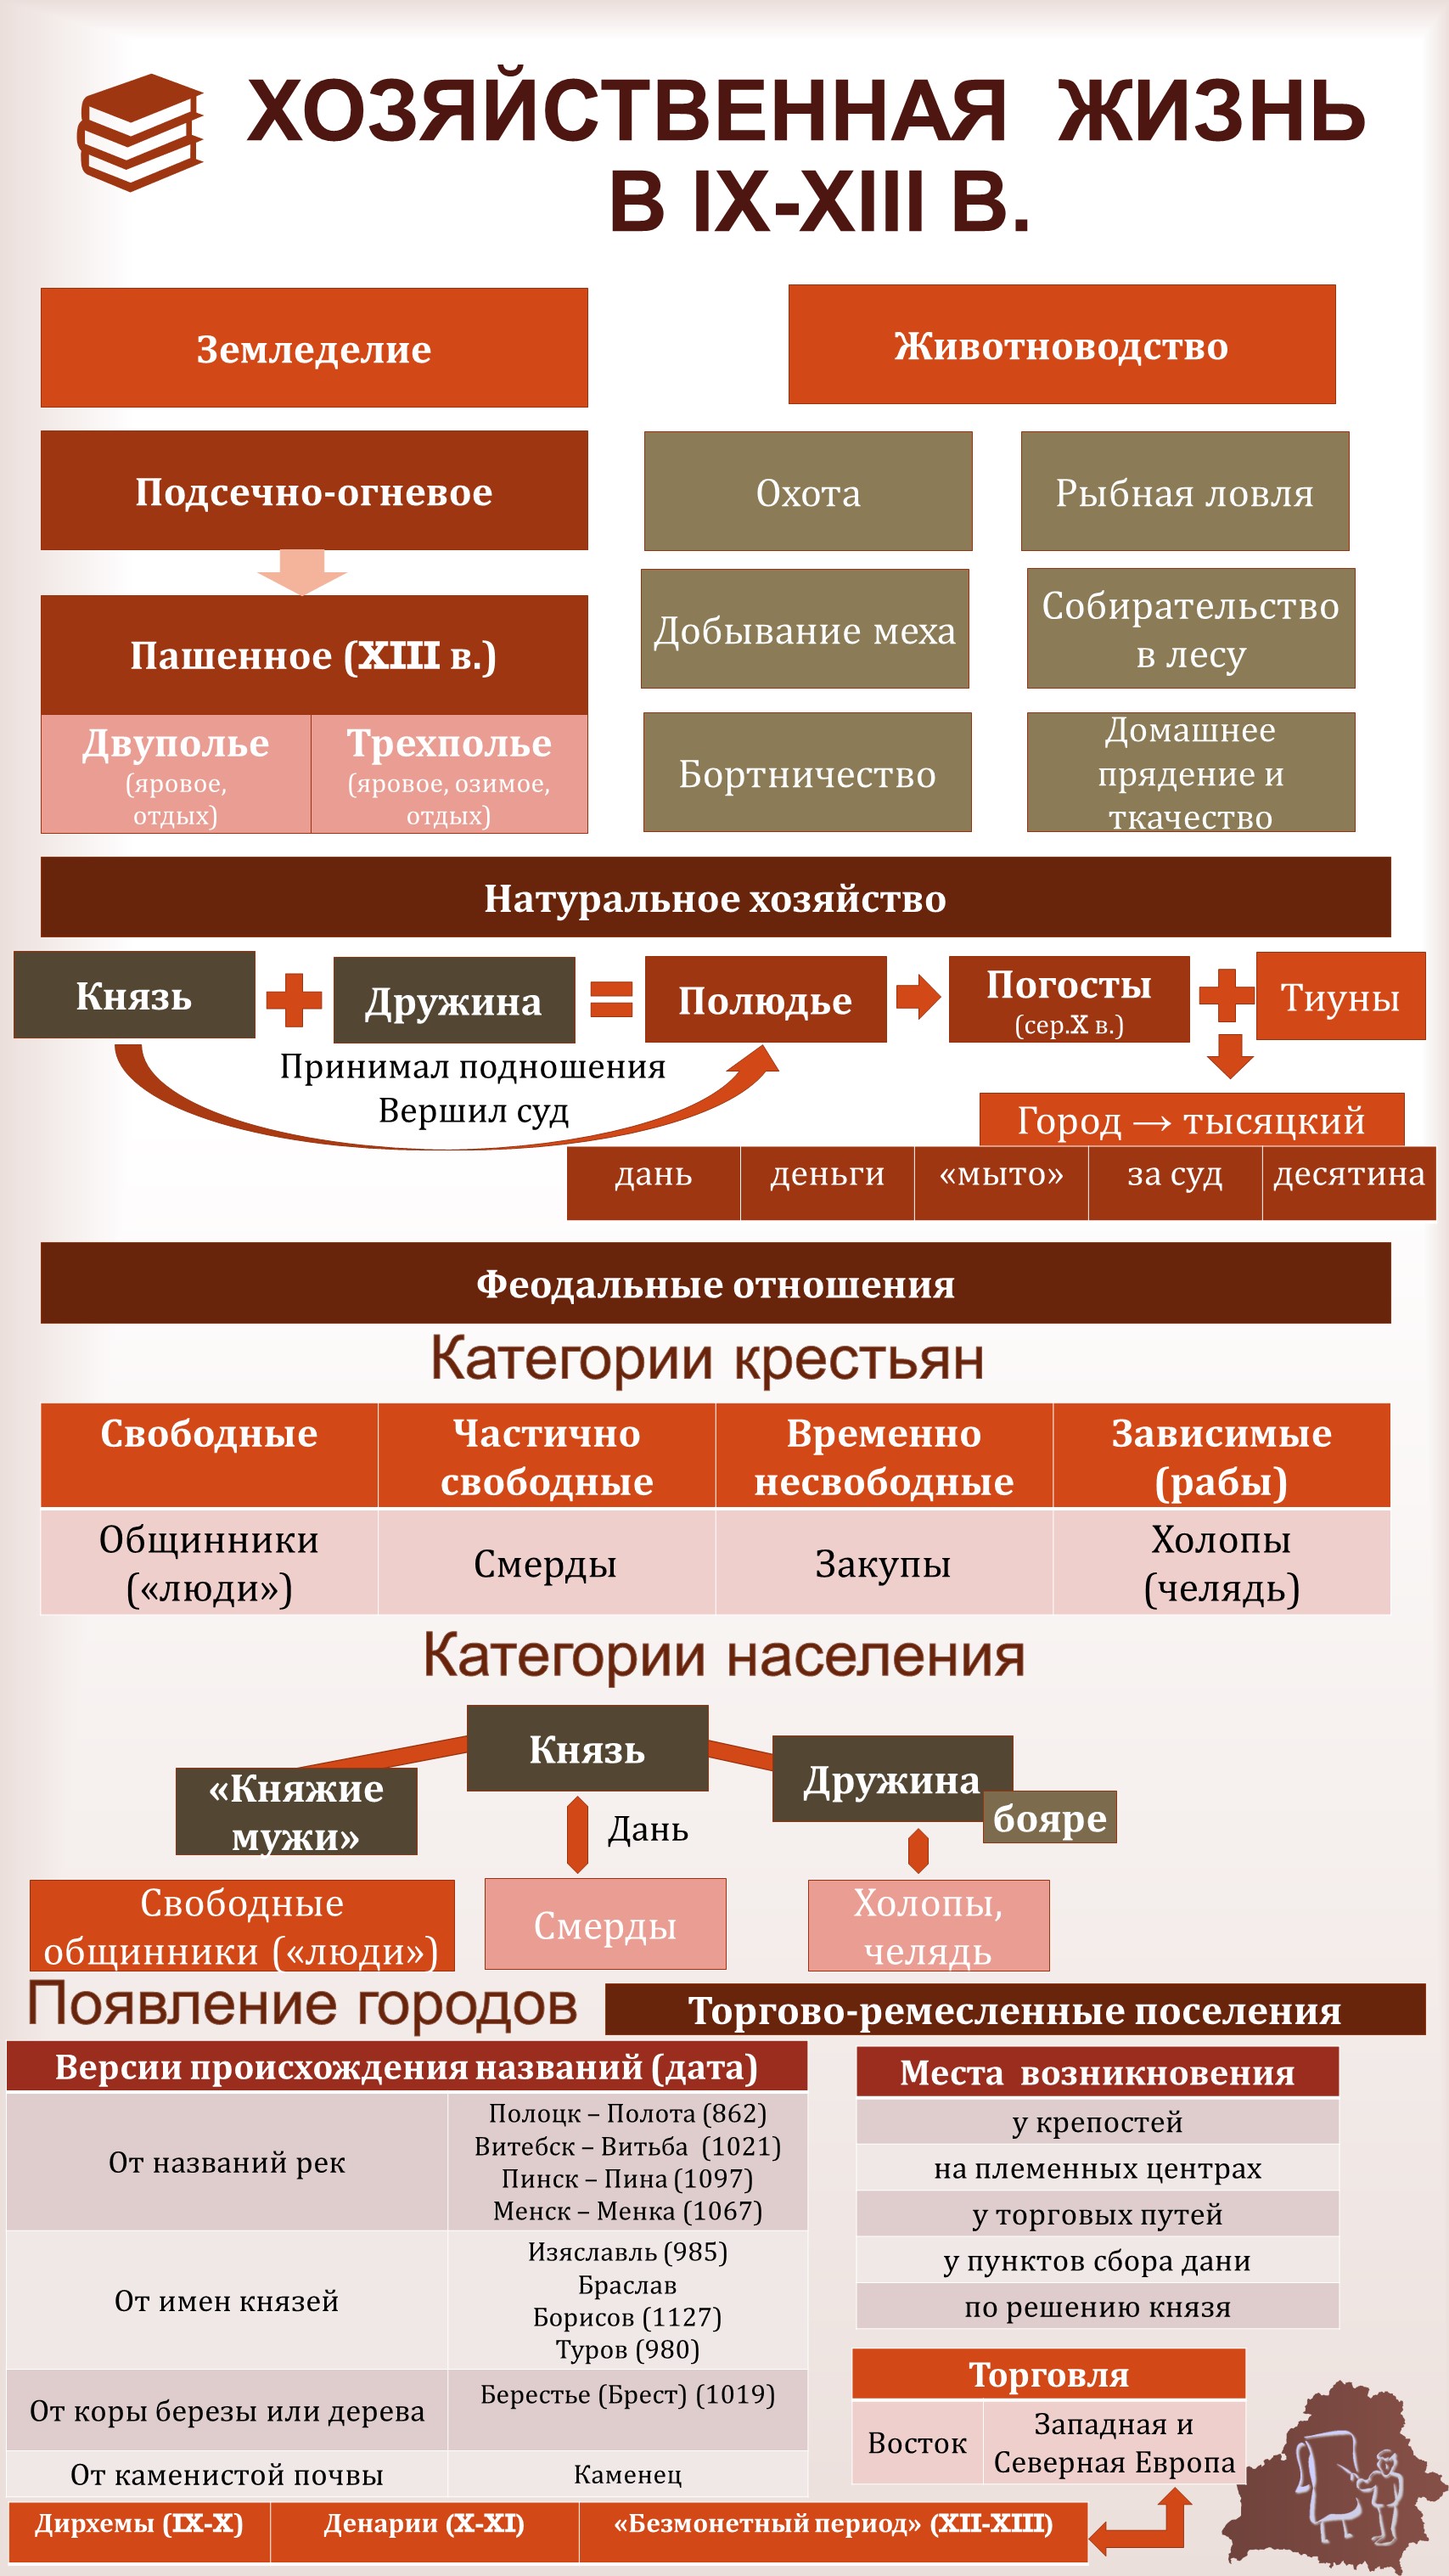 ХОЗЯЙСТВЕННАЯ ЖИЗНЬ
В IX-XIII В.
Земледелие
Животноводство
Подсечно-огневое
Охота
Рыбная ловля
Пашенное (XIII в.)
Добывание меха
Собирательство
в лесу
Двуполье
(яровое,
отдых)
Трехполье
(яровое, озимое,
отдых)
Бортничество
Домашнее
прядение и
ткачество
Натуральное хозяйство
Князь
Дружина
Полюдье
Погосты
(сер.X в.)
Тиуны
Принимал подношения
Вершил суд
Город → тысяцкий
дань
деньги
«мыто»
за суд
десятина
Феодальные отношения
Категории крестьян
Свободные
Частично
свободные
Временно
несвободные
Зависимые
(рабы)
Общинники
(«люди»)
Смерды
Закупы
Холопы
(челядь)
Категории населения
Князь
«Княжие
мужи»
Дружина
бояре
Дань
Свободные
общинники («люди»)
Смерды
Холопы,
челядь
Появление городов
Торгово-ремесленные поселения
Версии происхождения названий (дата)
От названий рек
Полоцк – Полота (862)
Витебск – Витьба (1021)
Пинск – Пина (1097)
Менск – Менка (1067)
От имен князей
Изяславль (985)
Браслав
Борисов (1127)
Туров (980)
От коры березы или дерева
Берестье (Брест) (1019)
От каменистой почвы
Каменец
Места возникновения
у крепостей
на племенных центрах
у торговых путей
у пунктов сбора дани
по решению князя
Торговля
Восток
Западная и
Северная Европа
Дирхемы (IX-X)
Денарии (X-XI)
«Безмонетный период» (XII-XIII)